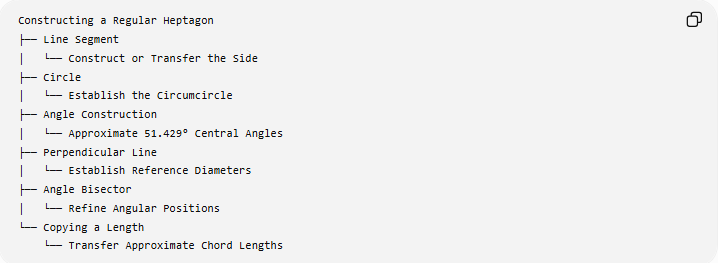 Constructing a Regular Heptagon
├── Line Segment
│   └── Construct or Transfer the Side
├── Circle
│   └── Establish the Circumcircle
├── Angle Construction
│   └── Approximate 51.429° Central Angles
├── Perpendicular Line
│   └── Establish Reference Diameters
├── Angle Bisector
│   └── Refine Angular Positions
└── Copying a Length
    └── Transfer Approximate Chord Lengths